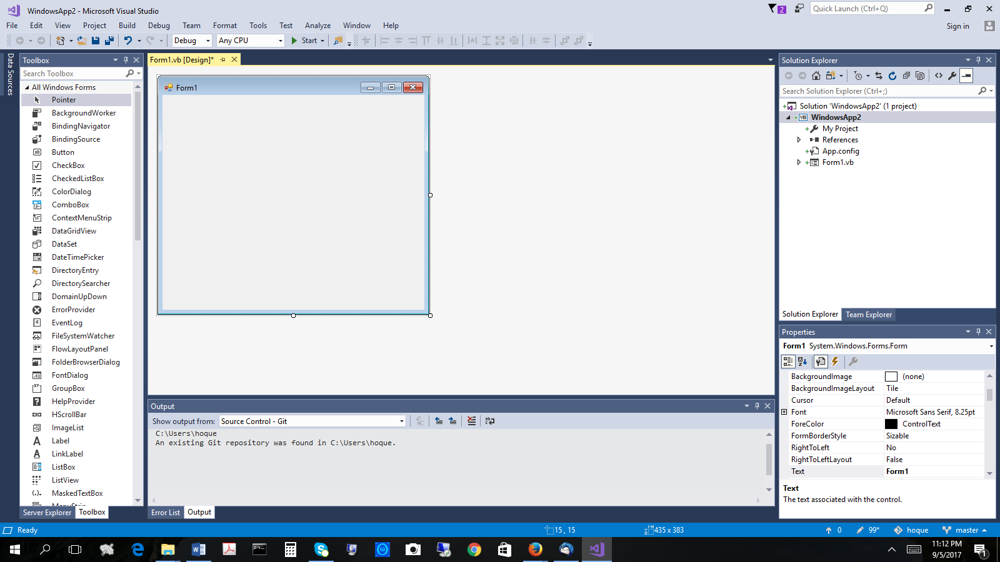 WindowsApp2 - Microsoft Visual Studio
2
Quick Launch (Ctrl+Q)
File Edit View Project Build Debug Team Format Tools Test Analyze Window Help
Sign in
Debug Any CPU Start
Data Sources
Toolbox
Search Toolbox
All Windows Forms
Pointer
BackgroundWorker
BindingNavigator
BindingSource
Button
CheckBox
CheckedListBox
ColorDialog
ComboBox
ContextMenuStrip
DataGridView
DataSet
DateTimePicker
DirectoryEntry
DirectorySearcher
DomainUpDown
ErrorProvider
EventLog
FileSystemWatcher
FlowLayoutPanel
FolderBrowserDialog
FontDialog
GroupBox
HelpProvider
HScrollBar
ImageList
Label
LinkLabel
ListBox
ListView
MaskedTextBox
MenuStrip
Server Explorer Toolbox
Form1.vb [Design]*
Form1
Output
Show output from: Source Control - Git
C:\Users\hoque
An existing Git repository was found in C:\Users\hoque.
Error List Output
Solution Explorer
Search Solution Explorer (Ctrl+;)
Solution 'WindowsApp2' (1 project)
VB WindowsApp2
My Project
References
App.config
Form1.vb
Solution Explorer Team Explorer
Properties
Form1 System.Windows.Forms.Form
BackgroundImage (none)
BackgroundImageLayout Tile
Cursor Default
Font Microsoft Sans Serif, 8.25pt
ForeColor ControlText
FormBorderStyle Sizable
RightToLeft No
RightToLeftLayout False
Text Form1
Text
The text associated with the control.
Ready 15 , 15 435 x 383 0 99* hoque master
11:12 PM
9/5/2017
1